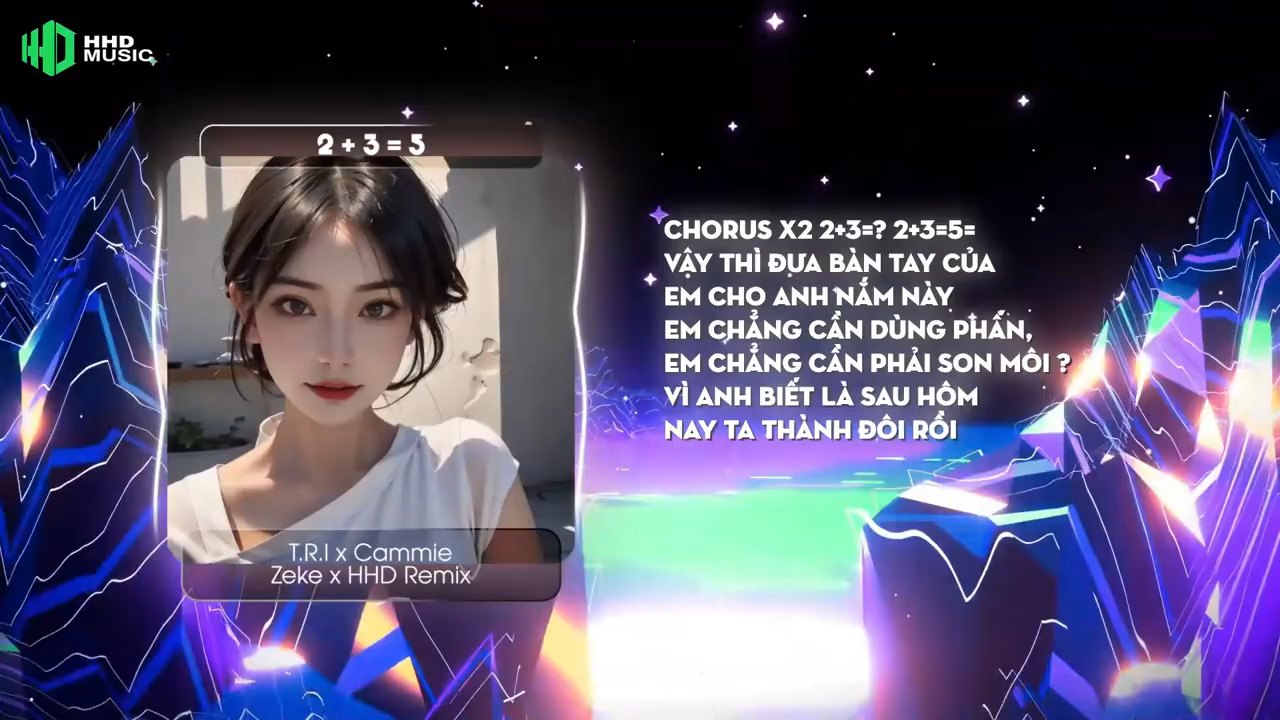 HHD
MUSIC
2 + 3 = 5
CHORUS X2 2+3=? 2+3=5=
VẬY THÌ ĐỰA BÀN TAY CỦA
EM CHO ANH NẮM NÀY
EM CHẲNG CẦN DÙNG PHẤN,
EM CHẲNG CẦN PHẢI SON MÔI ?
VÌ ANH BIẾT LÀ SAU HÔM
NAY TA THÀNH ĐÔI RỒI
T.R.I x Cammie
Zeke x HHD Remix